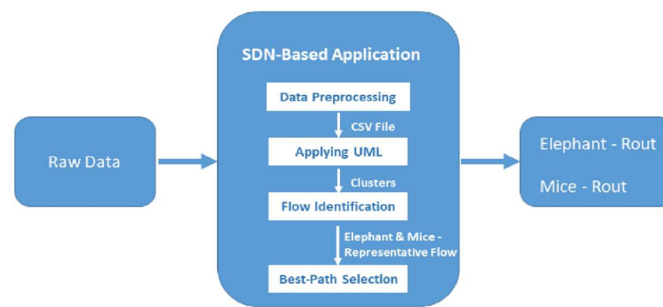 Raw Data
SDN-Based Application
Data Preprocessing
CSV File
Applying UML
Clusters
Flow Identification
Elephant & Mice -
Representative Flow
Best-Path Selection
Elephant - Rout
Mice - Rout